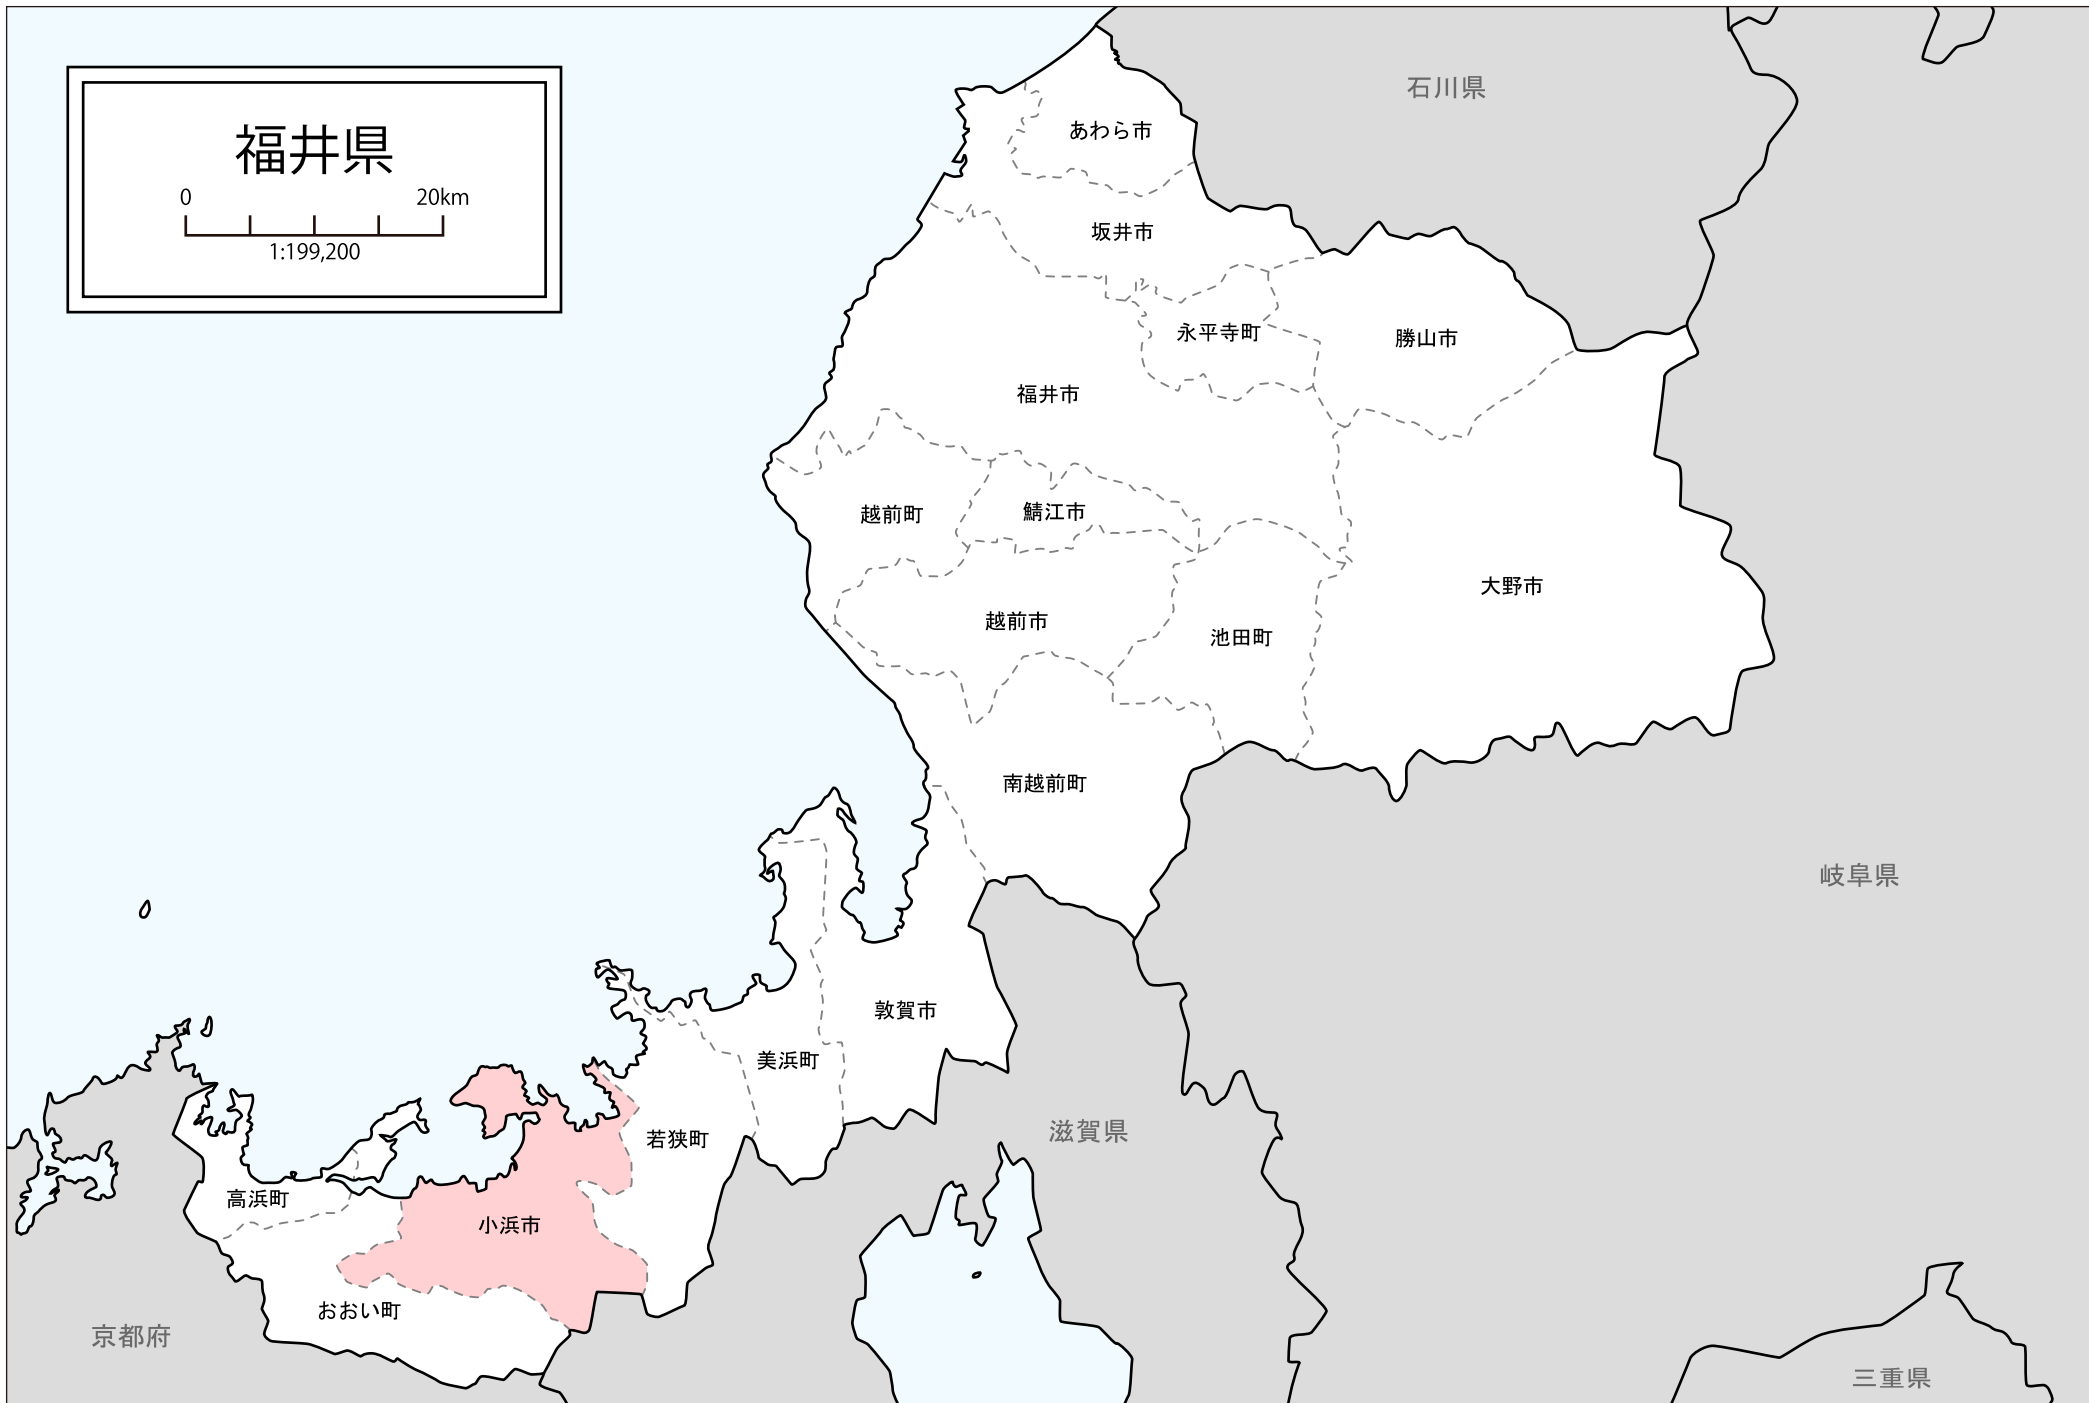 福井県
0 20km
1:199,200
石川県
あわら市
坂井市
永平寺町
勝山市
福井市
越前町
鯖江市
大野市
越前市
池田町
南越前町
岐阜県
敦賀市
美浜町
滋賀県
若狭町
高浜町
小浜市
おおい町
京都府
三重県